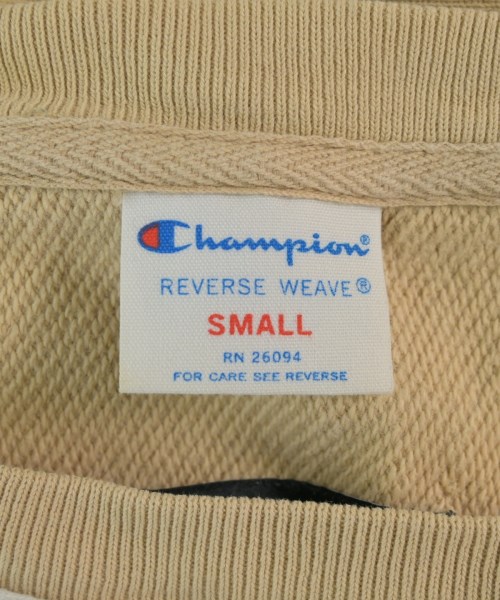 Champion®
REVERSE WEAVE®
SMALL
RN 26094
FOR CARE SEE REVERSE